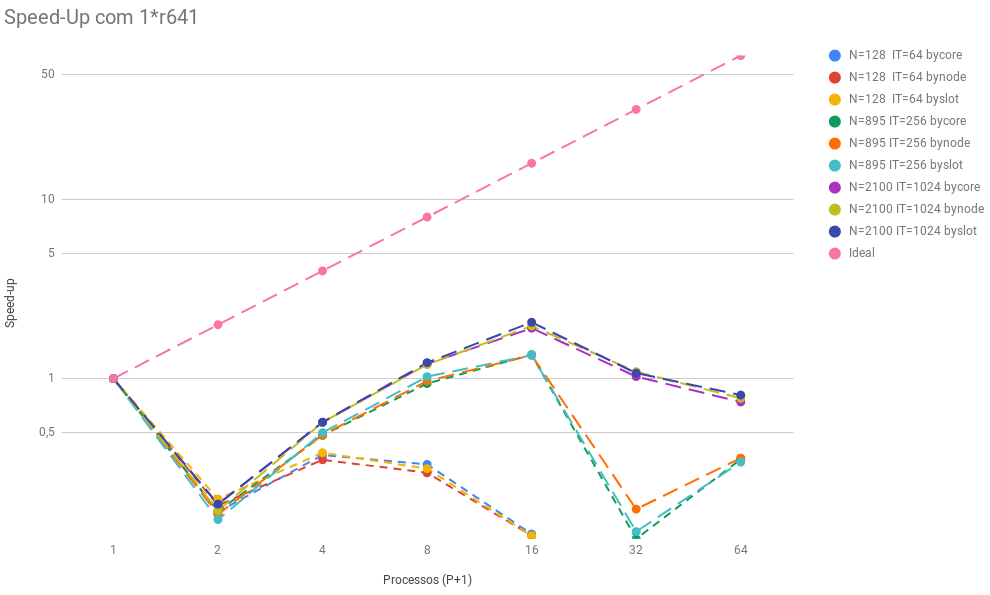 Speed-Up com 1*r641
50
10
5
1
0,5
Speed-up
1 2 4 8 16 32 64
Processos (P+1)
N=128  IT=64 bycore
N=128  IT=64 bynode
N=128  IT=64 byslot
N=895 IT=256 bycore
N=895 IT=256 bynode
N=895 IT=256 byslot
N=2100 IT=1024 bycore
N=2100 IT=1024 bynode
N=2100 IT=1024 byslot
Ideal